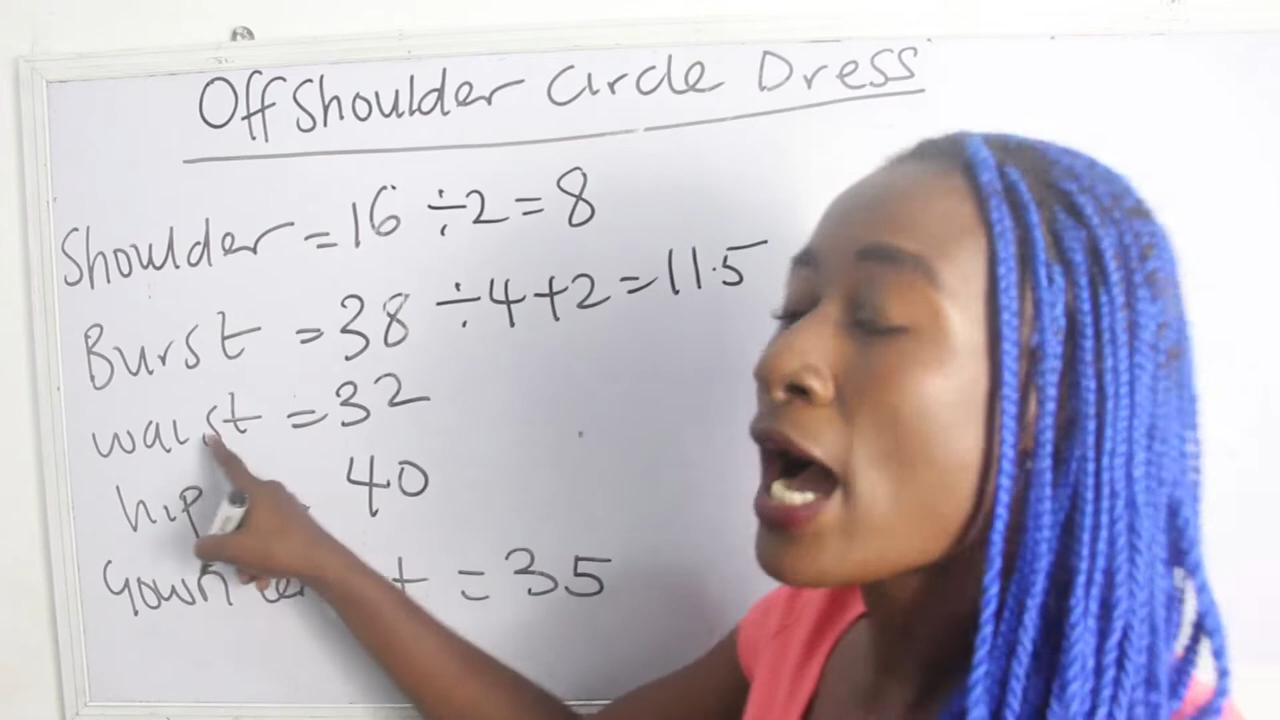 Off Shoulder Circle Dress
Shoulder = 16 ÷ 2 = 8
Burst = 38 ÷ 4 + 2 = 11.5
waist = 32
hip 40
Gown = 35